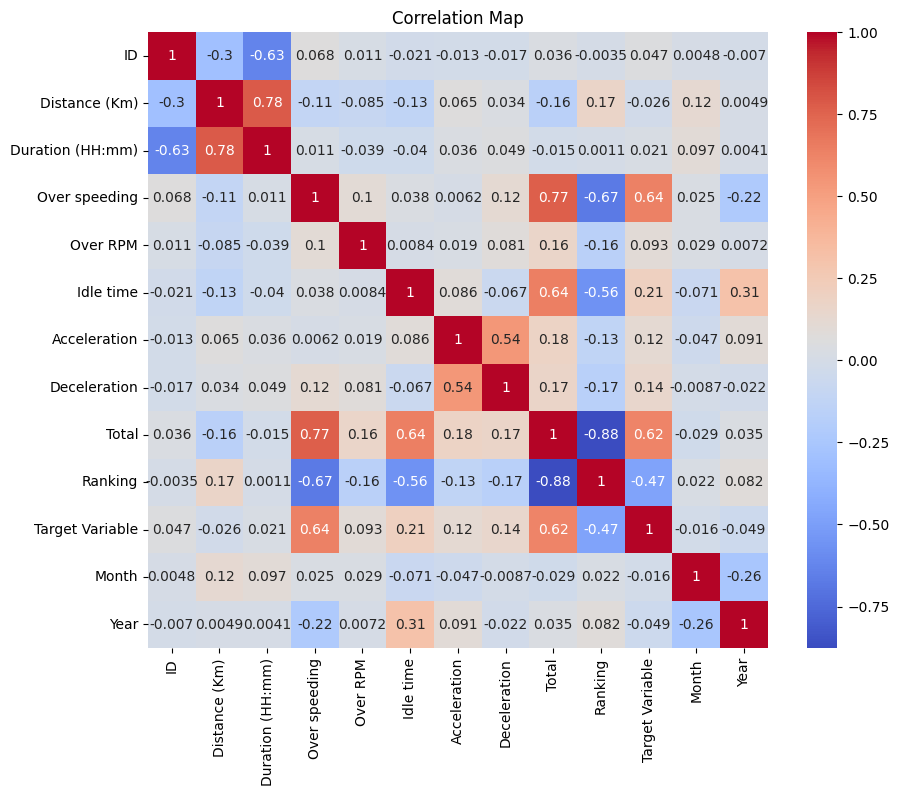 Correlation Map
ID 1 -0.3 -0.63 0.068 0.011 -0.021 -0.013 -0.017 0.036 -0.0035 0.047 0.0048 -0.007
Distance (Km) -0.3 1 0.78 -0.11 -0.085 -0.13 0.065 0.034 -0.16 0.17 -0.026 0.12 0.0049
Duration (HH:mm) -0.63 0.78 1 0.011 -0.039 -0.04 0.036 0.049 -0.015 0.0011 0.021 0.097 0.0041
Over speeding 0.068 -0.11 0.011 1 0.1 0.038 0.0062 0.12 0.77 -0.67 0.64 0.025 -0.22
Over RPM 0.011 -0.085 -0.039 0.1 1 0.0084 0.019 0.081 0.16 -0.16 0.093 0.029 0.0072
Idle time -0.021 -0.13 -0.04 0.038 0.0084 1 0.086 -0.067 0.64 -0.56 0.21 -0.071 0.31
Acceleration -0.013 0.065 0.036 0.0062 0.019 0.086 1 0.54 0.18 -0.13 0.12 -0.047 0.091
Deceleration -0.017 0.034 0.049 0.12 0.081 -0.067 0.54 1 0.17 -0.17 0.14 -0.0087 -0.022
Total 0.036 -0.16 -0.015 0.77 0.16 0.64 0.18 0.17 1 -0.88 0.62 -0.029 0.035
Ranking -0.0035 0.17 0.0011 -0.67 -0.16 -0.56 -0.13 -0.17 -0.88 1 -0.47 0.022 0.082
Target Variable 0.047 -0.026 0.021 0.64 0.093 0.21 0.12 0.14 0.62 -0.47 1 -0.016 -0.049
Month 0.0048 0.12 0.097 0.025 0.029 -0.071 -0.047 -0.0087 -0.029 0.022 -0.016 1 -0.26
Year -0.007 0.0049 0.0041 -0.22 0.0072 0.31 0.091 -0.022 0.035 0.082 -0.049 -0.26 1
ID Distance (Km) Duration (HH:mm) Over speeding Over RPM Idle time Acceleration Deceleration Total Ranking Target Variable Month Year
1.00
0.75
0.50
0.25
0.00
−0.25
−0.50
−0.75